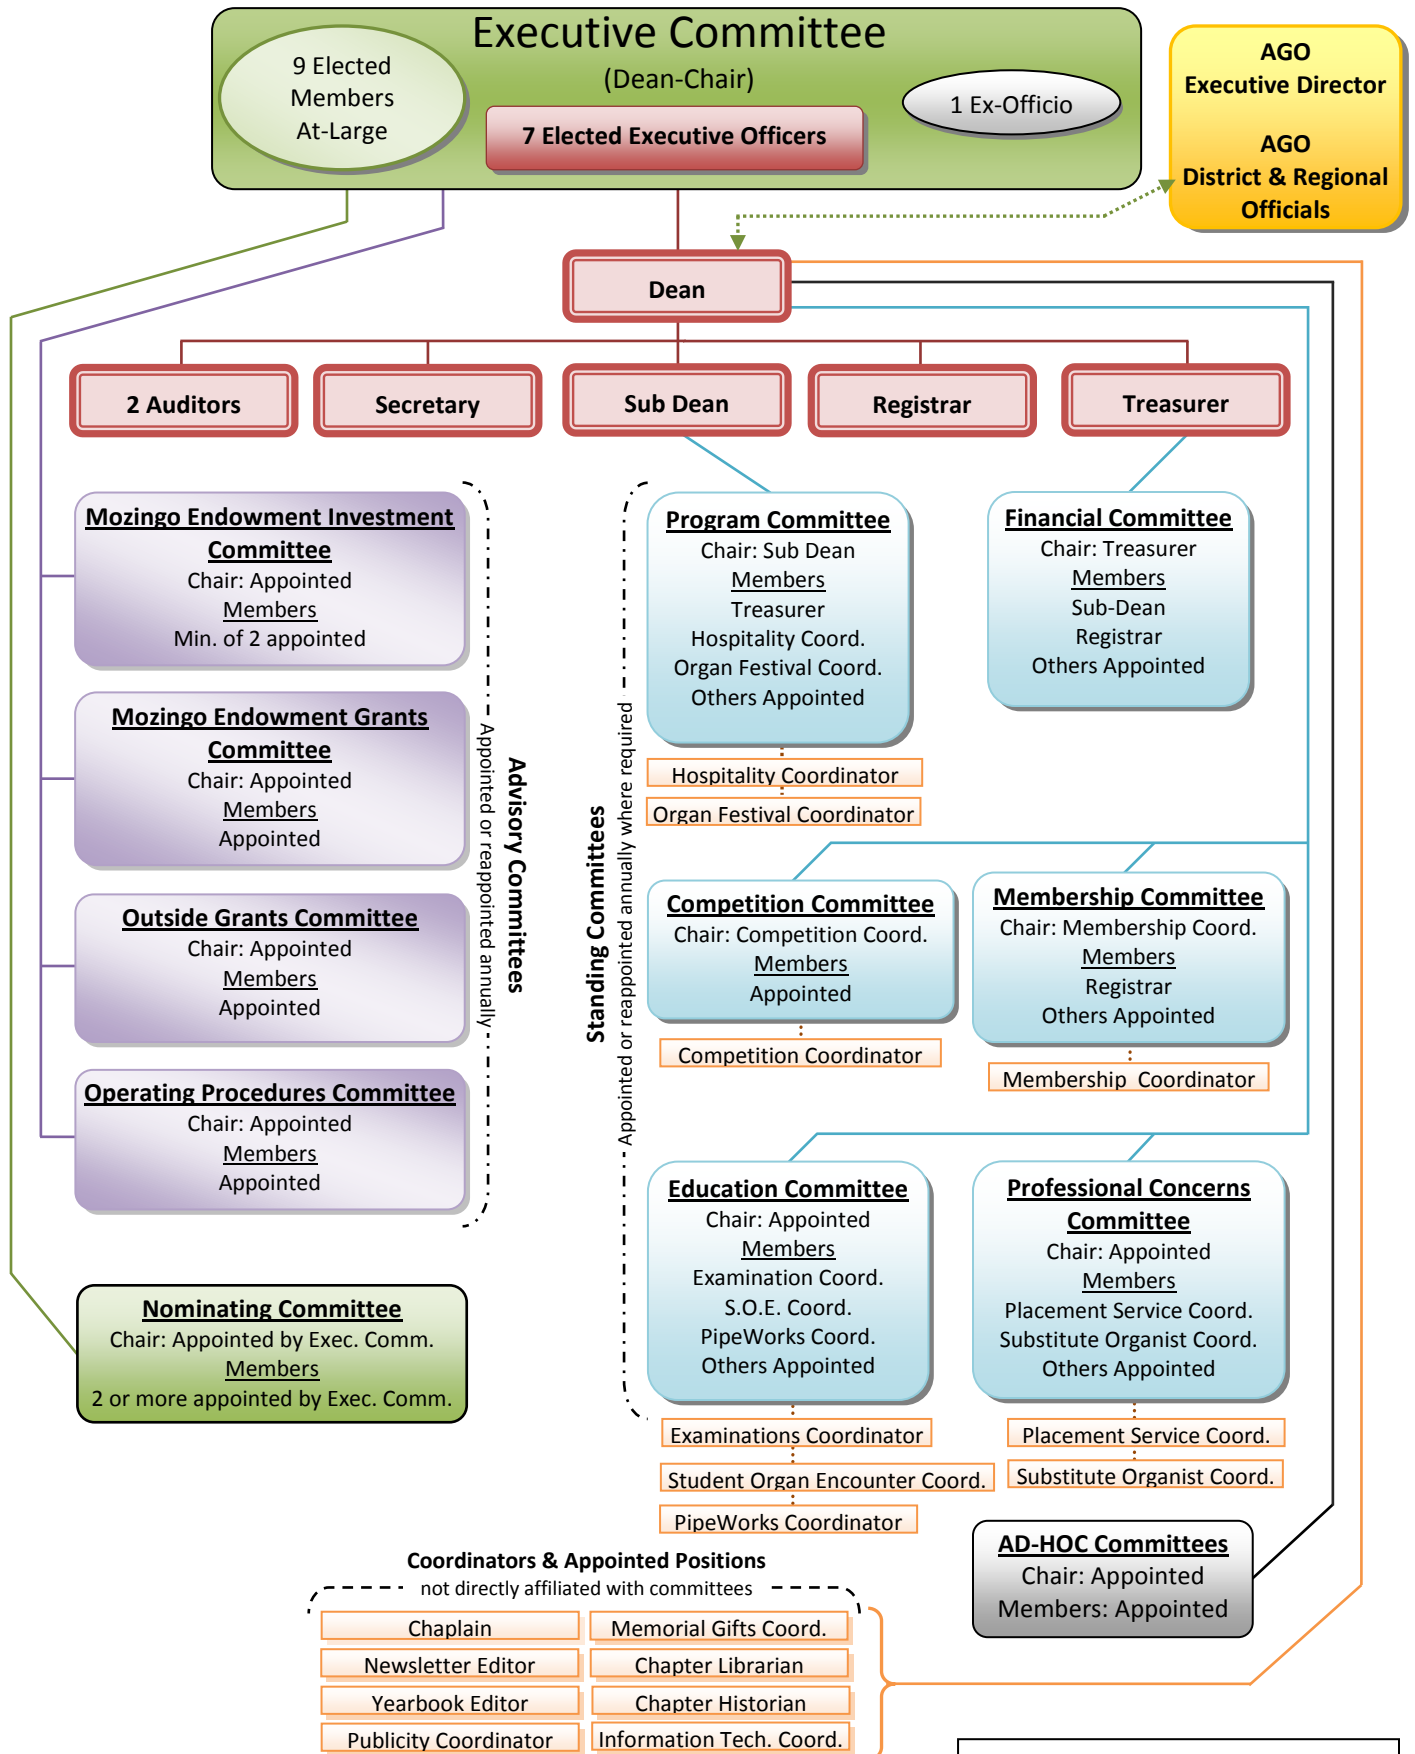 Executive Committee
(Dean-Chair)
9 Elected
Members
At-Large
7 Elected Executive Officers
1 Ex-Officio
AGO
Executive Director
AGO
District & Regional
Officials
Dean
2 Auditors
Secretary
Sub Dean
Registrar
Treasurer
Mozingo Endowment Investment
Committee
Chair: Appointed
Members
Min. of 2 appointed
Mozingo Endowment Grants
Committee
Chair: Appointed
Members
Appointed
Outside Grants Committee
Chair: Appointed
Members
Appointed
Operating Procedures Committee
Chair: Appointed
Members
Appointed
Advisory Committees
Appointed or reappointed annually
Nominating Committee
Chair: Appointed by Exec. Comm.
Members
2 or more appointed by Exec. Comm.
Standing Committees
Appointed or reappointed annually where required
Program Committee
Chair: Sub Dean
Members
Treasurer
Hospitality Coord.
Organ Festival Coord.
Others Appointed
Hospitality Coordinator
Organ Festival Coordinator
Financial Committee
Chair: Treasurer
Members
Sub-Dean
Registrar
Others Appointed
Competition Committee
Chair: Competition Coord.
Members
Appointed
Competition Coordinator
Membership Committee
Chair: Membership Coord.
Members
Registrar
Others Appointed
Membership Coordinator
Education Committee
Chair: Appointed
Members
Examination Coord.
S.O.E. Coord.
PipeWorks Coord.
Others Appointed
Examinations Coordinator
Student Organ Encounter Coord.
PipeWorks Coordinator
Professional Concerns
Committee
Chair: Appointed
Members
Placement Service Coord.
Substitute Organist Coord.
Others Appointed
Placement Service Coord.
Substitute Organist Coord.
AD-HOC Committees
Chair: Appointed
Members: Appointed
Coordinators & Appointed Positions
not directly affiliated with committees
Chaplain
Memorial Gifts Coord.
Newsletter Editor
Chapter Librarian
Yearbook Editor
Chapter Historian
Publicity Coordinator
Information Tech. Coord.